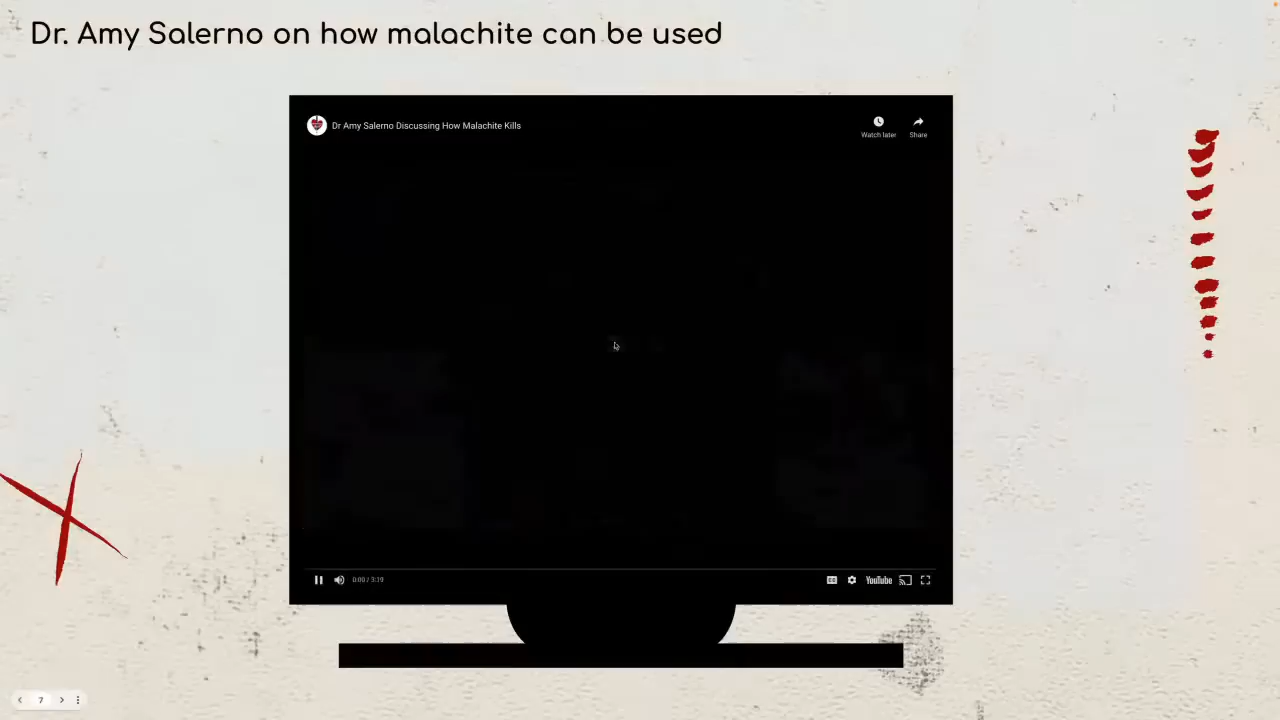 Dr. Amy Salerno on how malachite can be used
Dr Amy Salerno Discussing How Malachite Kills
Watch later
Share
0:00 / 3:19
CC
YouTube
7